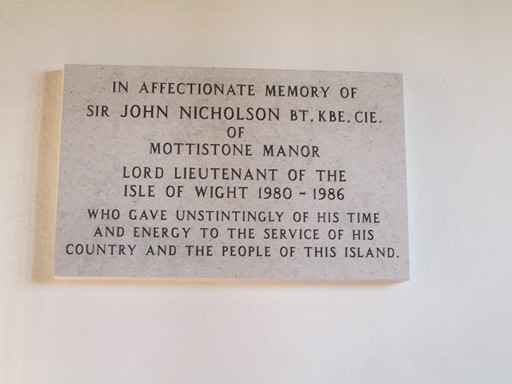 IN AFFECTIONATE MEMORY OF
SIR JOHN NICHOLSON BT, KBE, CIE.
OF
MOTTISTONE MANOR
LORD LIEUTENANT OF THE
ISLE OF WIGHT 1980 - 1986
WHO GAVE UNSTINTINGLY OF HIS TIME
AND ENERGY TO THE SERVICE OF HIS
COUNTRY AND THE PEOPLE OF THIS ISLAND.